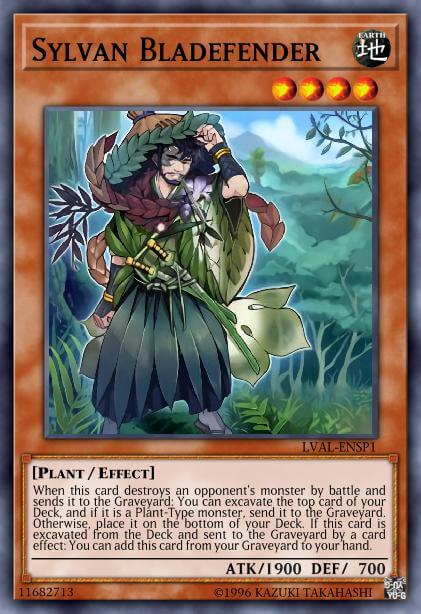 SYLVAN BLADEFENDER
EARTH
地
LVAL-ENSP1
[PLANT / EFFECT]
When this card destroys an opponent's monster by battle and
sends it to the Graveyard: You can excavate the top card of your
Deck, and if it is a Plant-Type monster, send it to the Graveyard.
Otherwise, place it on the bottom of your Deck. If this card is
excavated from the Deck and sent to the Graveyard by a card
effect: You can add this card from your Graveyard to your hand.
ATK/1900 DEF/ 700
11682713
©1996 KAZUKI TAKAHASHI